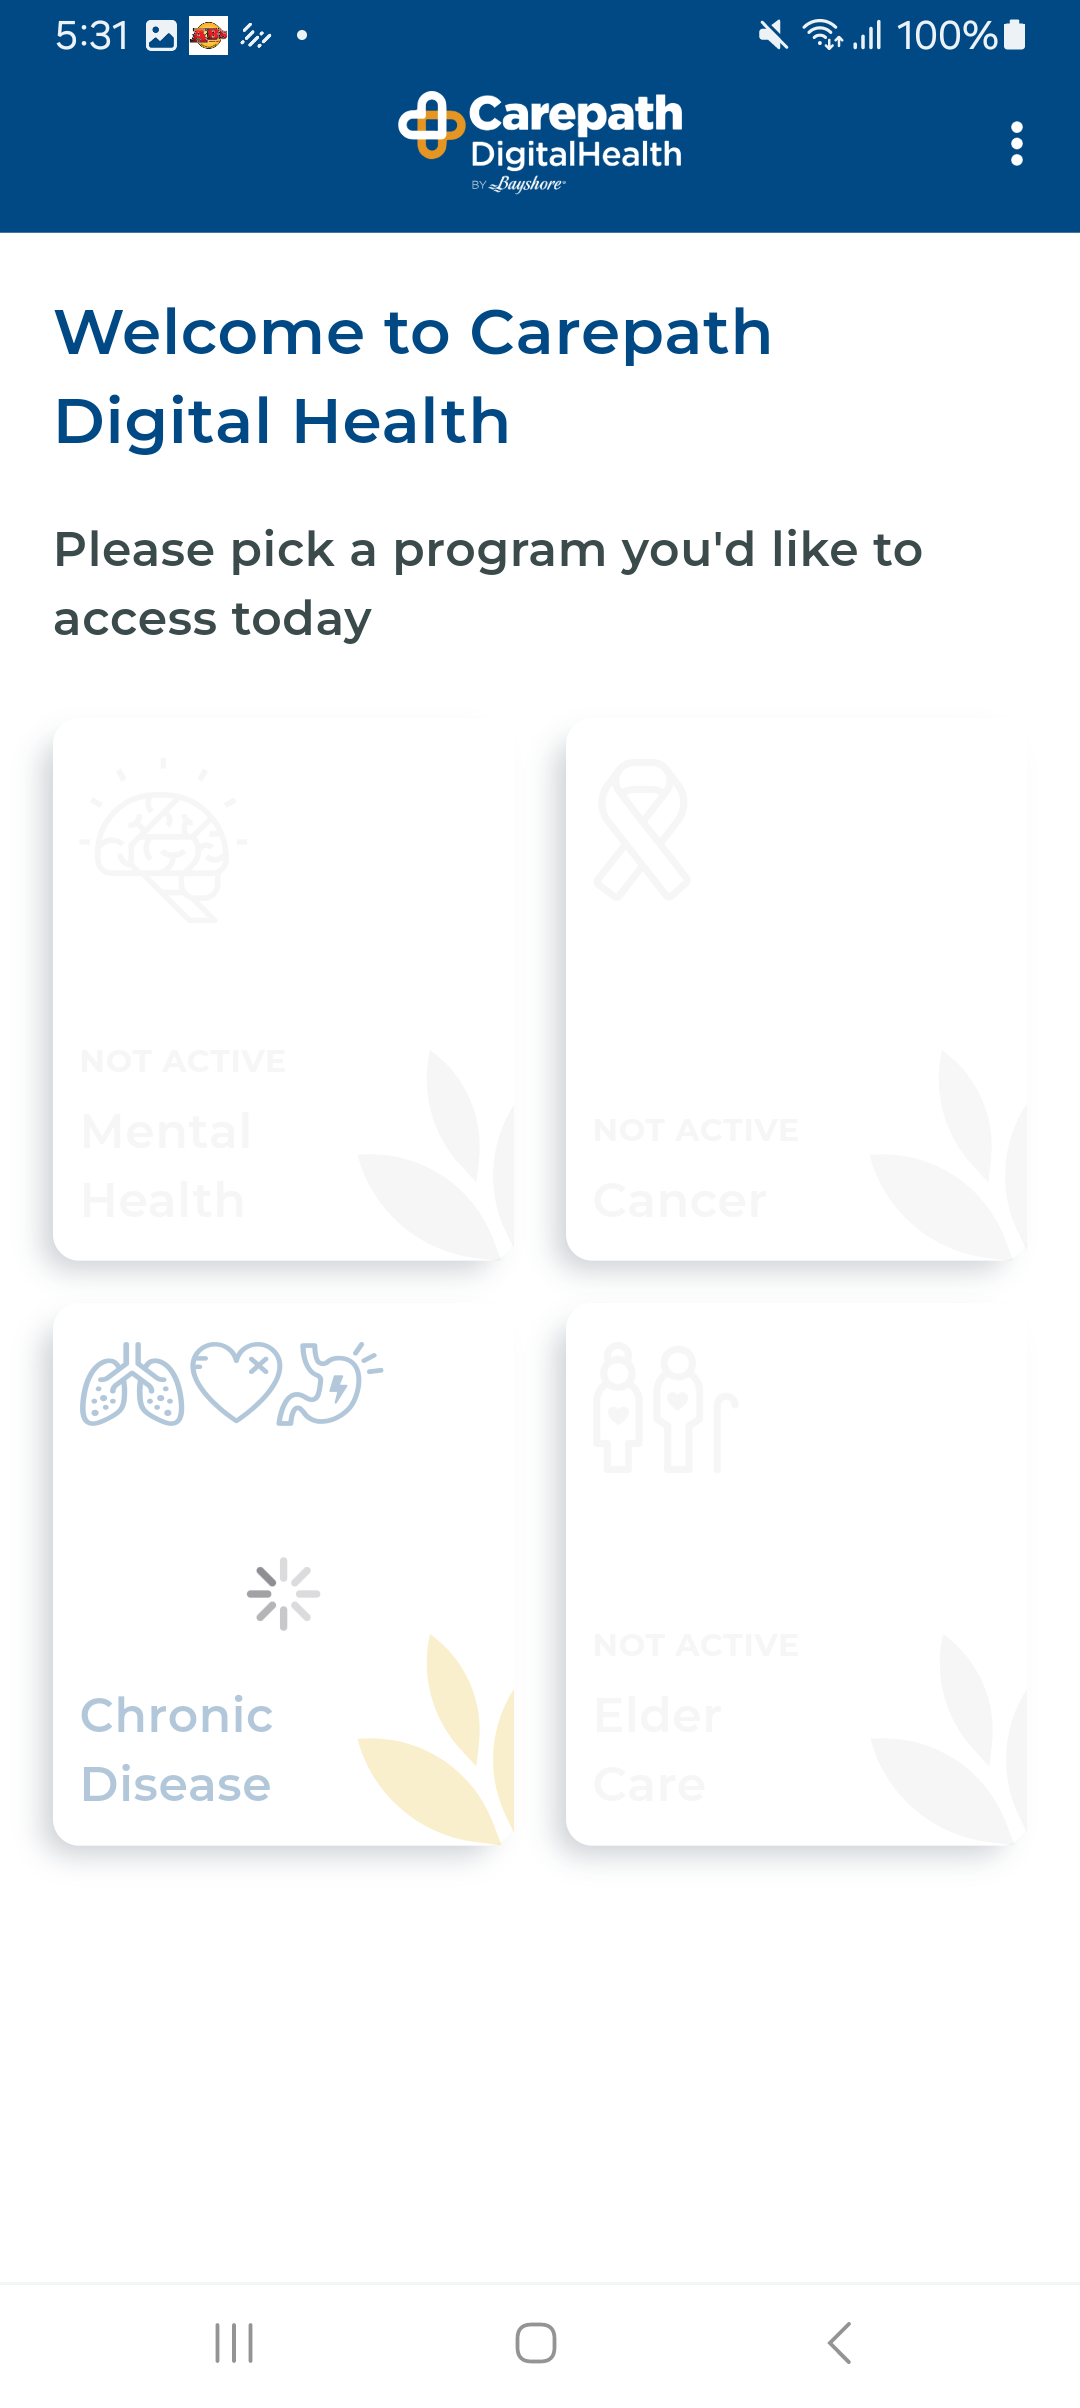 5:31
100%
Carepath
DigitalHealth
BY Bayshore
Welcome to Carepath
Digital Health
Please pick a program you'd like to
access today
NOT ACTIVE
Mental
Health
NOT ACTIVE
Cancer
Chronic
Disease
NOT ACTIVE
Elder
Care